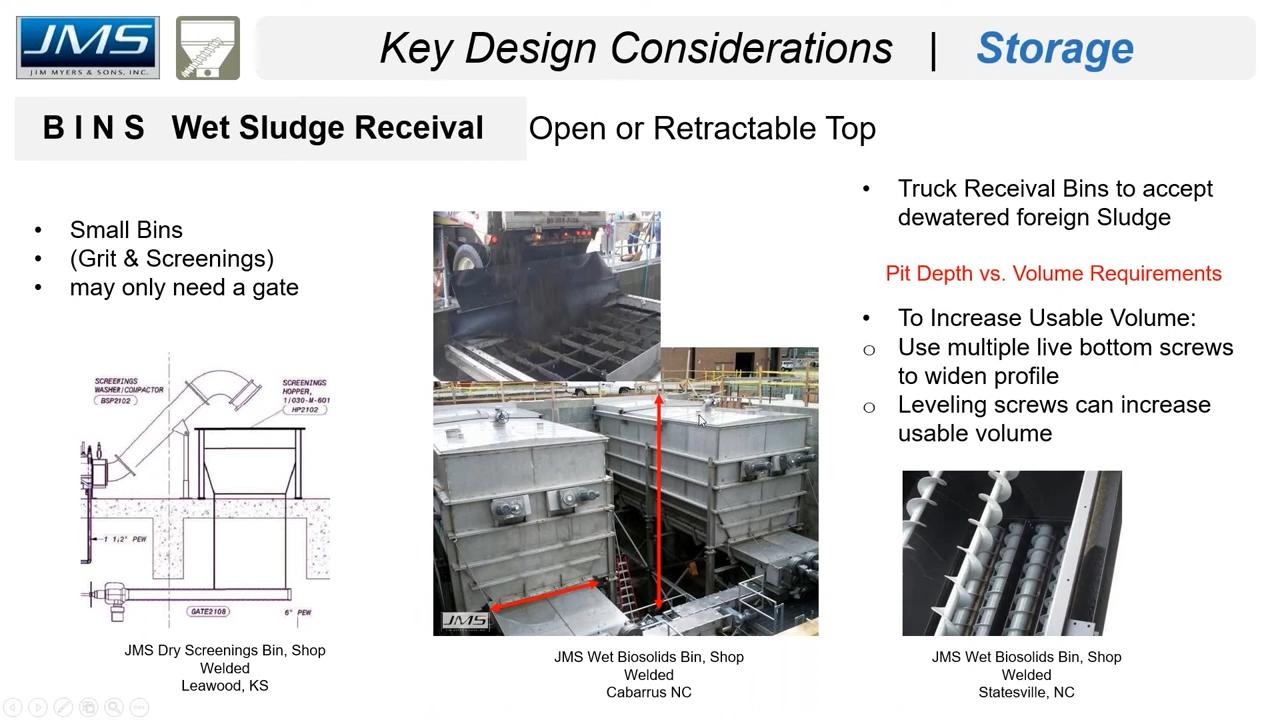 JMS
JIM MYERS & SONS, INC.
Key Design Considerations | Storage
BINS Wet Sludge Receival
Open or Retractable Top
• Small Bins
• (Grit & Screenings)
• may only need a gate
SCREENINGS
WASHER/COMPACTOR
BSP2102
SCREENINGS
HOPPER,
1/030-M-601
HP2102
1 1/2" PEW
GATE2108
6" PEW
JMS Dry Screenings Bin, Shop
Welded
Leawood, KS
JMS
JMS Wet Biosolids Bin, Shop
Welded
Cabarrus NC
• Truck Receival Bins to accept
dewatered foreign Sludge
Pit Depth vs. Volume Requirements
• To Increase Usable Volume:
o Use multiple live bottom screws
to widen profile
o Leveling screws can increase
usable volume
JMS Wet Biosolids Bin, Shop
Welded
Statesville, NC